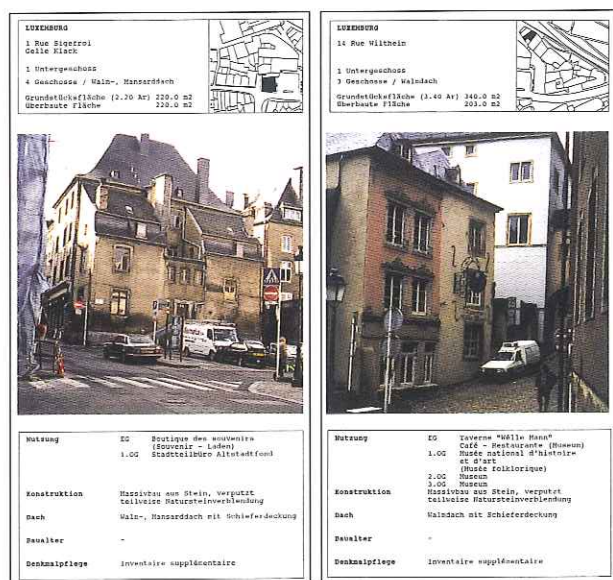 LUXEMBURG
1 Rue Sigefroi
Gelle Klack
1 Untergeschoss
4 Geschosse / Walm-, Mansarddach
Grundstücksfläche (2.20 Ar) 220.0 m2
Überbaute Fläche 220.0 m2
Nutzung EG Boutique des souvenirs
(Souvenir - Laden)
1.OG Stadtteilbüro Altstadtfond
Konstruktion Massivbau aus Stein, verputzt
teilweise Natursteinverblendung
Dach Walm-, Mansarddach mit Schieferdeckung
Baualter -
Denkmalpflege Inventaire supplémentaire
LUXEMBURG
14 Rue Wiltheim
1 Untergeschoss
3 Geschosse / Walmdach
Grundstücksfläche (3.40 Ar) 340.0 m2
Überbaute Fläche 203.0 m2
Nutzung EG Taverne "Wëlle Mann"
Café - Restaurante (Museum)
1.OG Musée national d'histoire
et d'art
(Musée folklorique)
2.OG Museum
3.OG Museum
Konstruktion Massivbau aus Stein, verputzt
teilweise Natursteinverblendung
Dach Walmdach mit Schieferdeckung
Baualter -
Denkmalpflege Inventaire supplémentaire